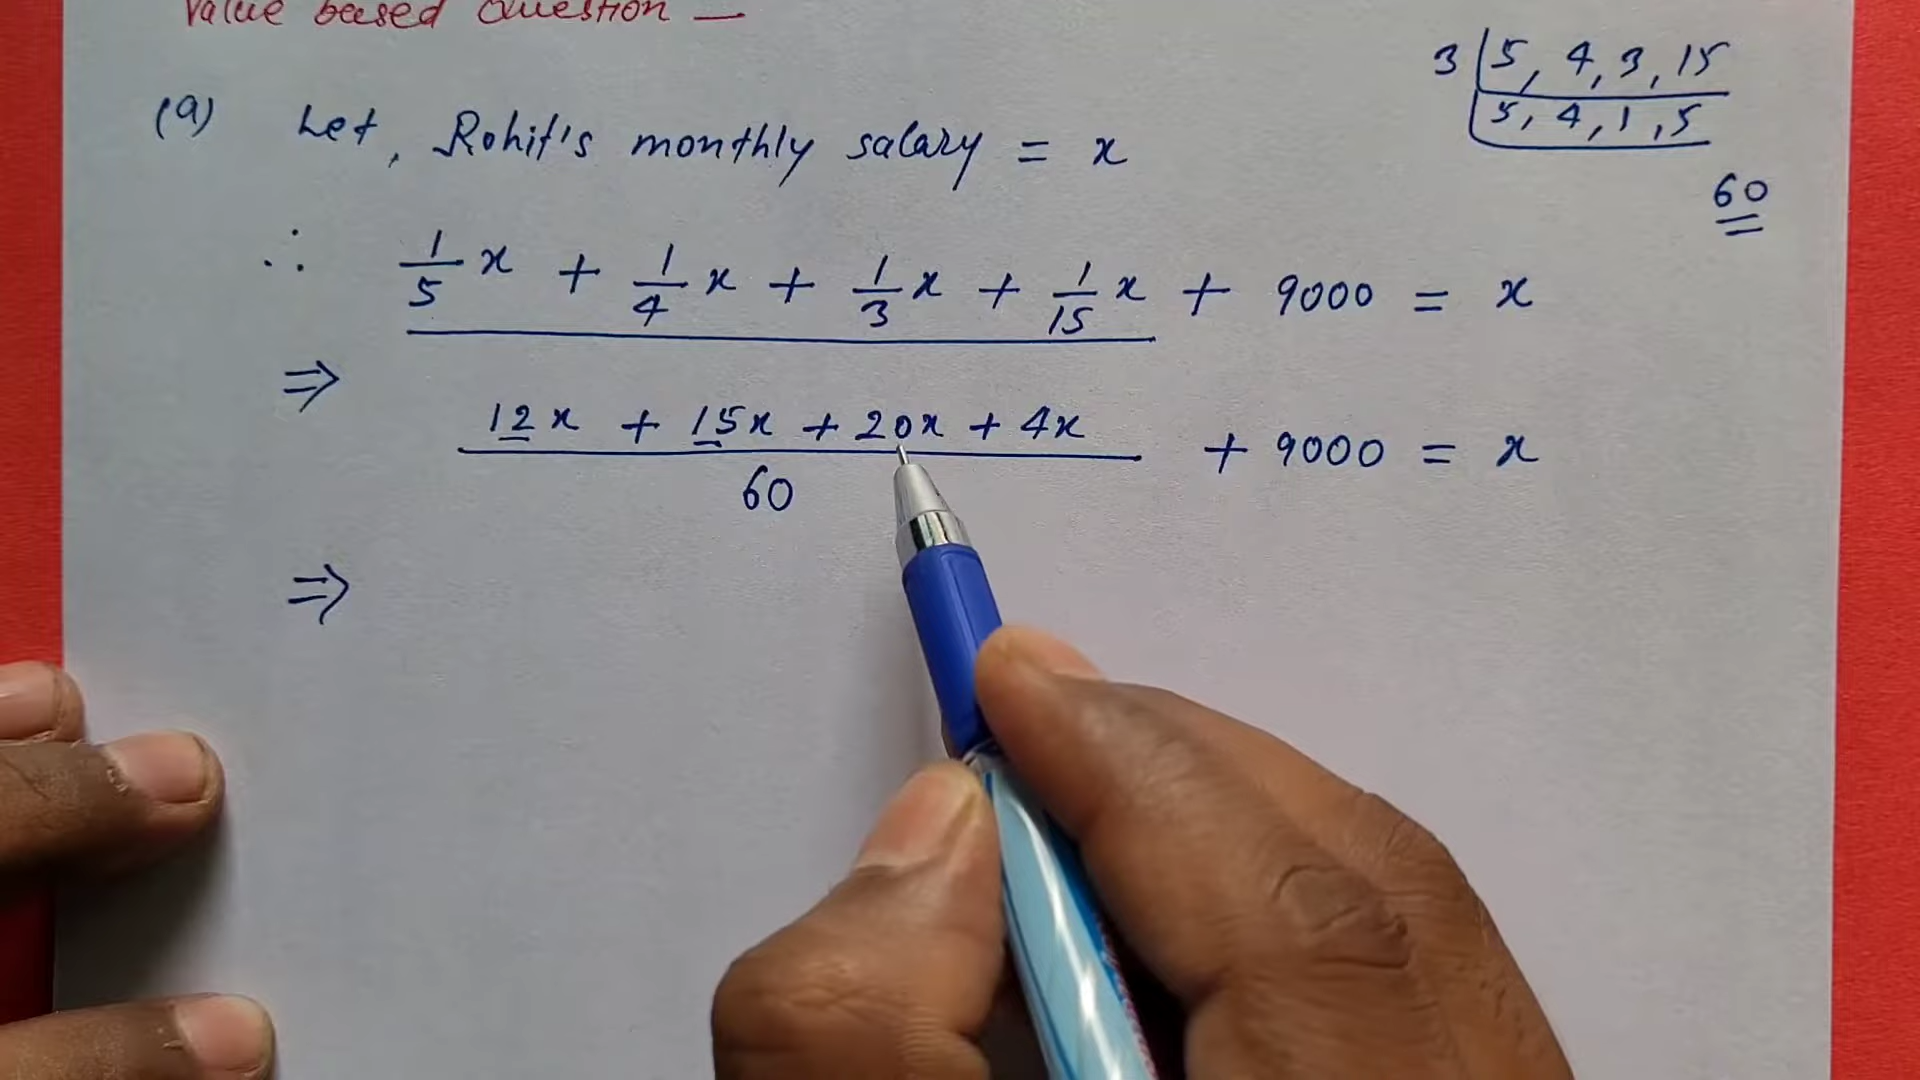 Value based Question —
3 | 5, 4, 3, 15
5, 4, 1, 5
60
(a) Let, Rohit's monthly salary = x
∴ 1/5 x + 1/4 x + 1/3 x + 1/15 x + 9000 = x
⇒ (12x + 15x + 20x + 4x)/60 + 9000 = x
⇒